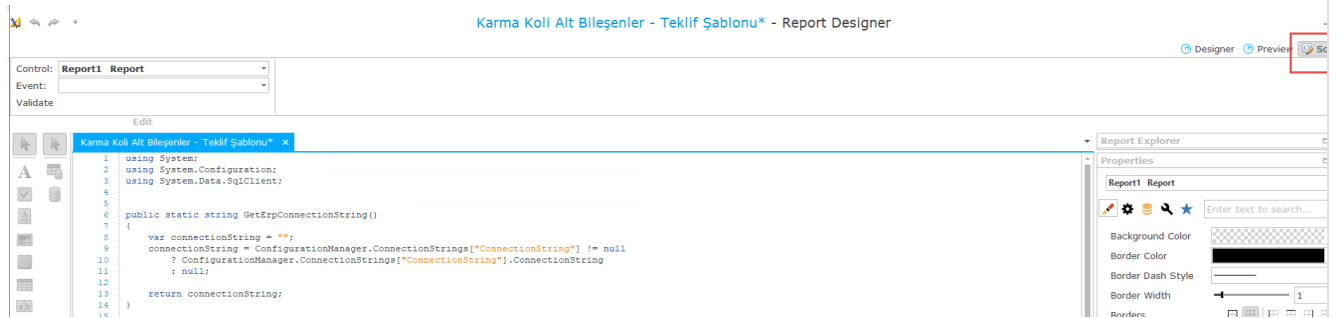 Karma Koli Alt Bileşenler - Teklif Şablonu* - Report Designer
Designer Preview Sc
Control: Report1 Report
Event:
Validate
Edit
Karma Koli Alt Bileşenler - Teklif Şablonu* ×
Report Explorer
Properties
Report1 Report
Enter text to search...
Background Color
Border Color
Border Dash Style
Border Width 1
Borders
1 using System;
2 using System.Configuration;
3 using System.Data.SqlClient;
4
5
6 public static string GetErpConnectionString()
7 {
8 var connectionString = "";
9 connectionString = ConfigurationManager.ConnectionStrings["ConnectionString"] != null
10 ? ConfigurationManager.ConnectionStrings["ConnectionString"].ConnectionString
11 : null;
12
13 return connectionString;
14 }
15